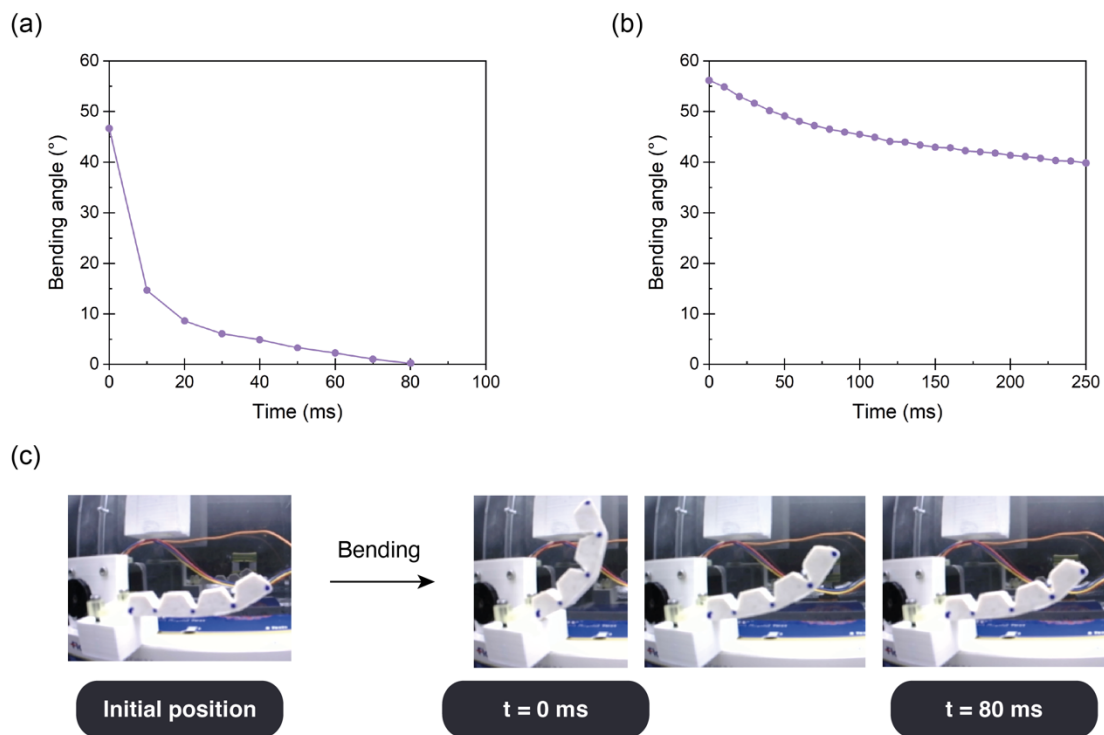 (a)
60
50
40
30
20
10
0
Bending angle (°)
0 20 40 60 80 100
Time (ms)
(b)
60
50
40
30
20
10
0
Bending angle (°)
0 50 100 150 200 250
Time (ms)
(c)
Bending
Initial position
t = 0 ms
t = 80 ms